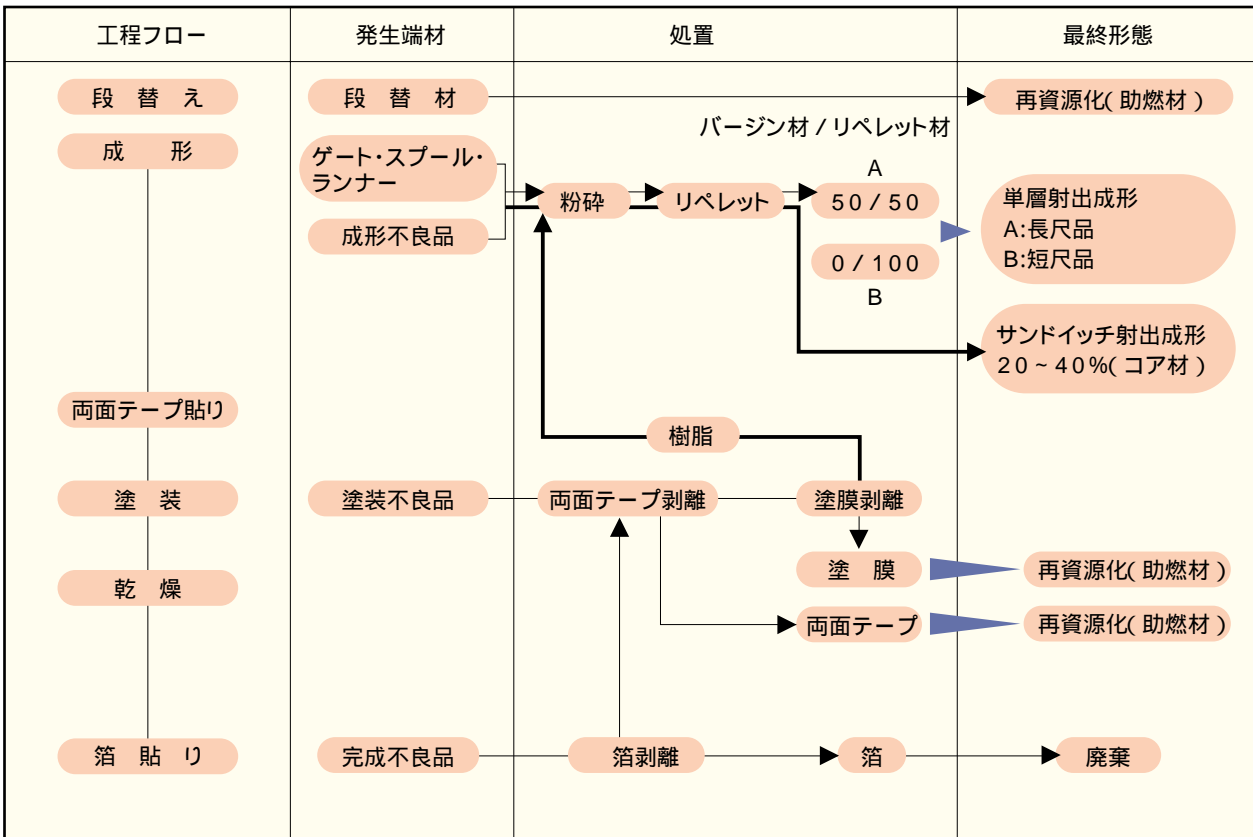 工程フロー
発生端材
処置
最終形態
段 替 え
段 替 材
再資源化(助燃材)
バージン材/リペレット材
成 形
ゲート・スプール・
ランナー
成形不良品
粉砕
リペレット
A
50/50
0/100
B
単層射出成形
A:長尺品
B:短尺品
サンドイッチ射出成形
20~40%(コア材)
両面テープ貼り
樹脂
塗 装
塗装不良品
両面テープ剥離
塗膜剥離
乾 燥
塗 膜
再資源化(助燃材)
両面テープ
再資源化(助燃材)
箔 貼 り
完成不良品
箔剥離
箔
廃棄